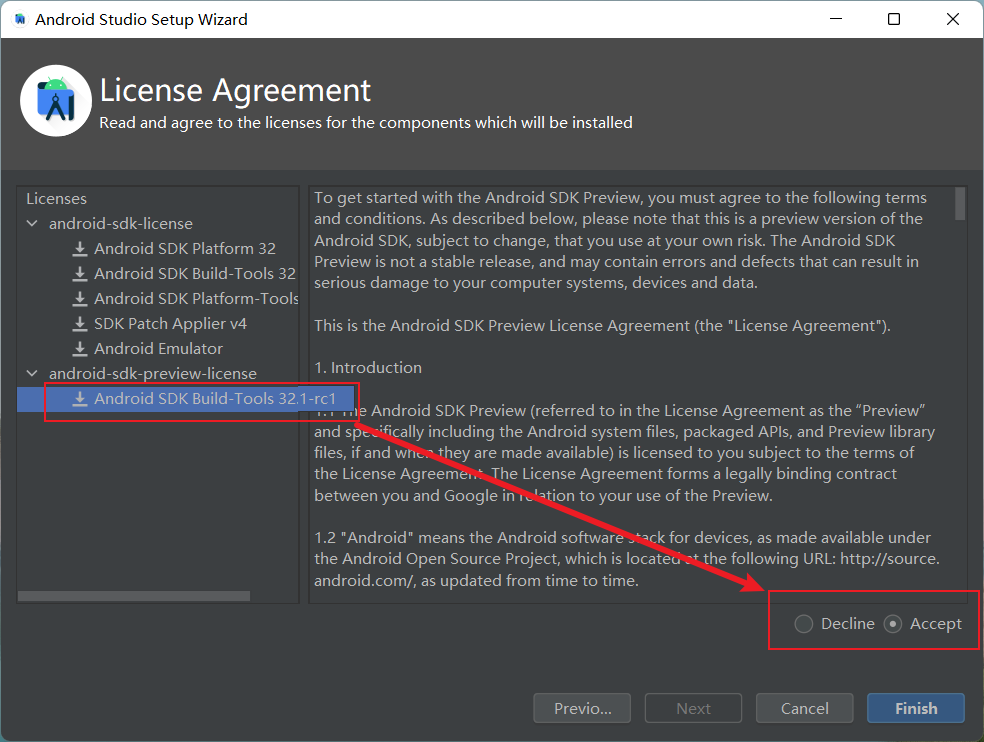 Android Studio Setup Wizard
License Agreement
Read and agree to the licenses for the components which will be installed
Licenses
android-sdk-license
Android SDK Platform 32
Android SDK Build-Tools 32
Android SDK Platform-Tools
SDK Patch Applier v4
Android Emulator
android-sdk-preview-license
Android SDK Build-Tools 32.1-rc1
To get started with the Android SDK Preview, you must agree to the following terms
and conditions. As described below, please note that this is a preview version of the
Android SDK, subject to change, that you use at your own risk. The Android SDK
Preview is not a stable release, and may contain errors and defects that can result in
serious damage to your computer systems, devices and data.
This is the Android SDK Preview License Agreement (the "License Agreement").
1. Introduction
1.1 The Android SDK Preview (referred to in the License Agreement as the “Preview”
and specifically including the Android system files, packaged APIs, and Preview library
files, if and when they are made available) is licensed to you subject to the terms of
the License Agreement. The License Agreement forms a legally binding contract
between you and Google in relation to your use of the Preview.
1.2 "Android" means the Android software stack for devices, as made available under
the Android Open Source Project, which is located at the following URL: http://source.
android.com/, as updated from time to time.
Decline Accept
Previo... Next Cancel Finish